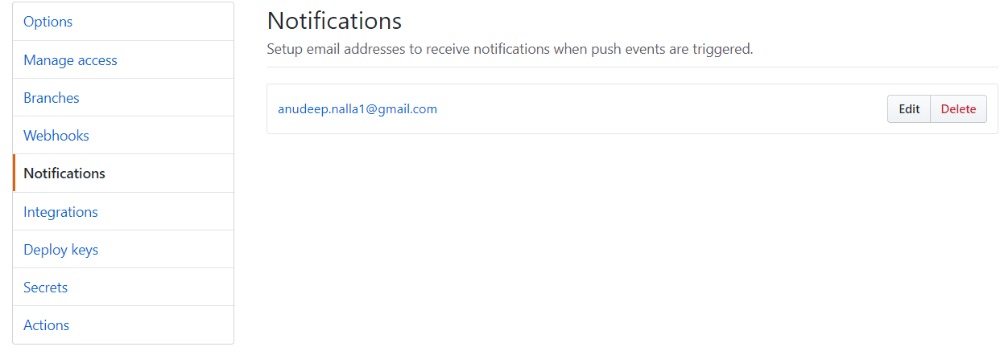 Options
Manage access
Branches
Webhooks
Notifications
Integrations
Deploy keys
Secrets
Actions
Notifications
Setup email addresses to receive notifications when push events are triggered.
anudeep.nalla1@gmail.com
Edit
Delete